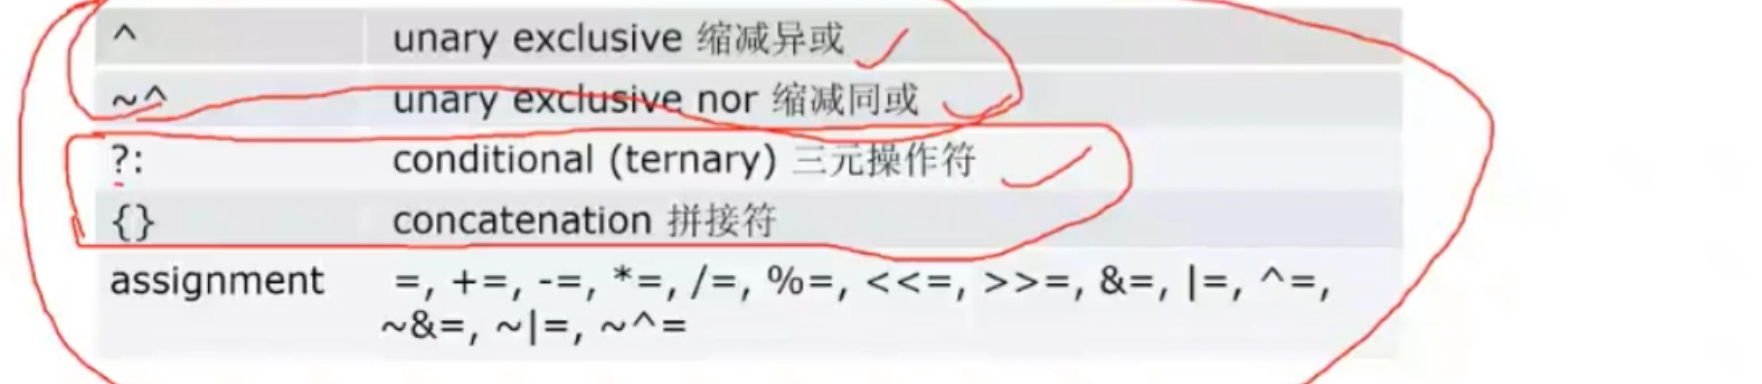 ^ unary exclusive 缩减异或
~^ unary exclusive nor 缩减同或
?: conditional (ternary) 三元操作符
{} concatenation 拼接符
assignment =, +=, -=, *=, /=, %=, <<=, >>=, &=, |=, ^=,
~&=, ~|=, ~^=